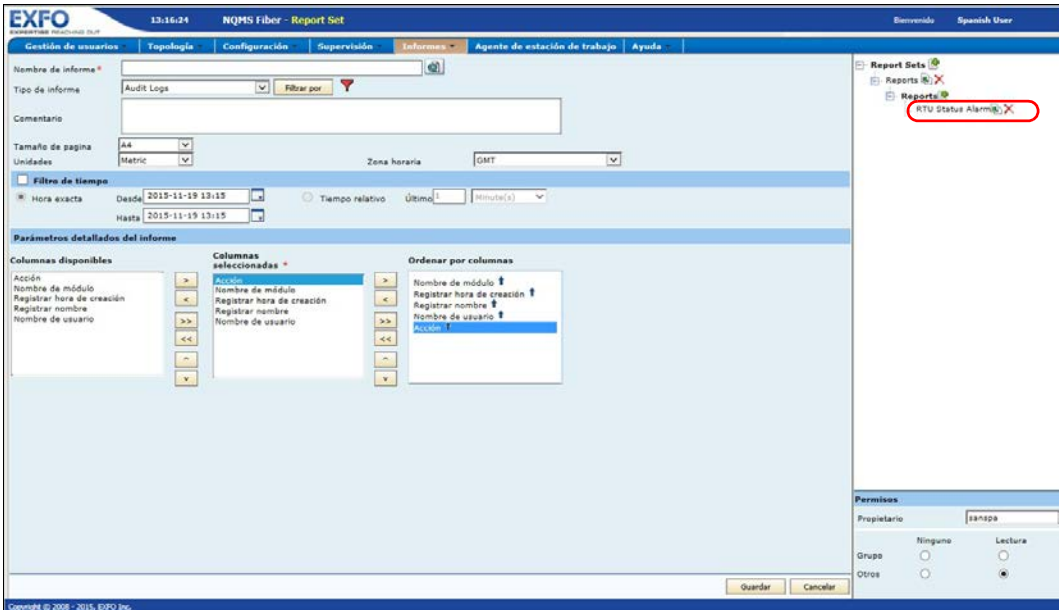 EXFO
EXPERTISE REACHING OUT
13:16:24
NQMS Fiber - Report Set
Bienvenido Spanish User
Gestión de usuarios Topología Configuración Supervisión Informes Agente de estación de trabajo Ayuda
Nombre de informe*
Tipo de informe Audit Logs Filtrar por
Comentario
Tamaño de pagina A4
Unidades Metric Zona horaria GMT
Filtro de tiempo
Hora exacta Desde 2015-11-19 13:15 Tiempo relativo Último 1 Minute(s)
Hasta 2015-11-19 13:15
Parámetros detallados del informe
Columnas disponibles
Acción
Nombre de módulo
Registrar hora de creación
Registrar nombre
Nombre de usuario
>
<
>>
<<
^
v
Columnas
seleccionadas *
Acción
Nombre de módulo
Registrar hora de creación
Registrar nombre
Nombre de usuario
>
<
>>
<<
^
v
Ordenar por columnas
Nombre de módulo
Registrar hora de creación
Registrar nombre
Nombre de usuario
Acción
Guardar Cancelar
Report Sets
Reports
Reports
RTU Status Alarm
Permisos
Propietario sanspa
Ninguno Lectura
Grupo
Otros
Copyright © 2008 - 2015, EXFO Inc.